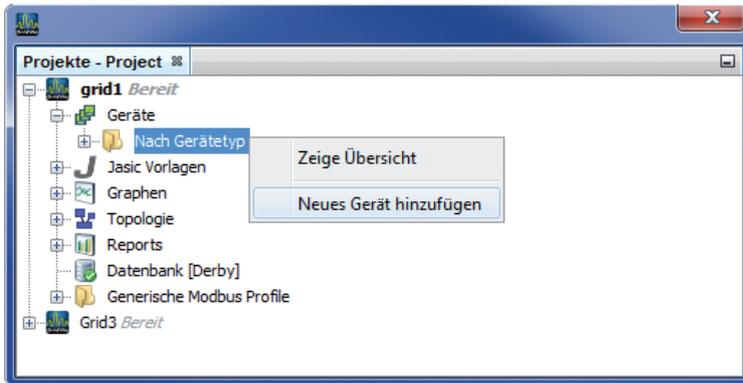 Projekte - Project
grid1 Bereit
Geräte
Nach Gerätetyp
Zeige Übersicht
Neues Gerät hinzufügen
Jasic Vorlagen
Graphen
Topologie
Reports
Datenbank [Derby]
Generische Modbus Profile
Grid3 Bereit